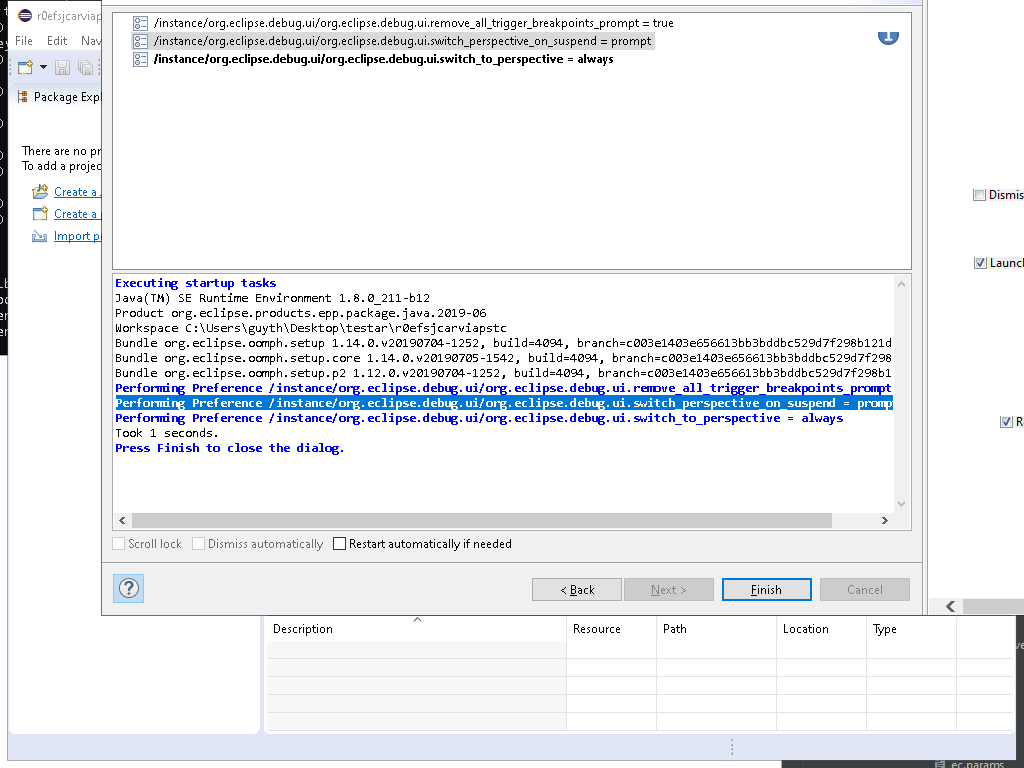 r0efsjcarviap
File Edit Nav
Package Expl
There are no pr
To add a projec
Create a
Create a
Import p
/instance/org.eclipse.debug.ui/org.eclipse.debug.ui.remove_all_trigger_breakpoints_prompt = true
/instance/org.eclipse.debug.ui/org.eclipse.debug.ui.switch_perspective_on_suspend = prompt
/instance/org.eclipse.debug.ui/org.eclipse.debug.ui.switch_to_perspective = always
Dismis
Launch
R
Executing startup tasks
Java(TM) SE Runtime Environment 1.8.0_211-b12
Product org.eclipse.products.epp.package.java.2019-06
Workspace C:\Users\guyth\Desktop\testar\r0efsjcarviapstc
Bundle org.eclipse.oomph.setup 1.14.0.v20190704-1252, build=4094, branch=c003e1403e656613bb3bddbc529d7f298b121d
Bundle org.eclipse.oomph.setup.core 1.14.0.v20190705-1542, build=4094, branch=c003e1403e656613bb3bddbc529d7f298
Bundle org.eclipse.oomph.setup.p2 1.12.0.v20190704-1252, build=4094, branch=c003e1403e656613bb3bddbc529d7f298b1
Performing Preference /instance/org.eclipse.debug.ui/org.eclipse.debug.ui.remove_all_trigger_breakpoints_prompt
Performing Preference /instance/org.eclipse.debug.ui/org.eclipse.debug.ui.switch_perspective_on_suspend = promp
Performing Preference /instance/org.eclipse.debug.ui/org.eclipse.debug.ui.switch_to_perspective = always
Took 1 seconds.
Press Finish to close the dialog.
Scroll lock Dismiss automatically Restart automatically if needed
< Back Next > Finish Cancel
Description Resource Path Location Type
ec.params